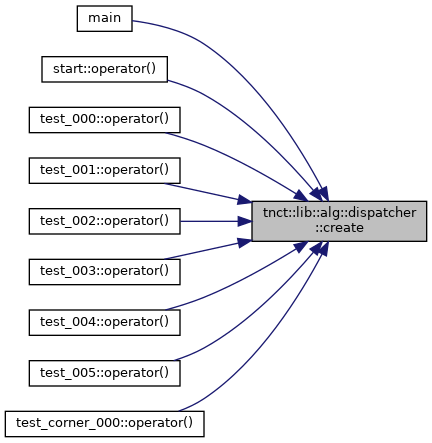 main
start::operator()
test_000::operator()
test_001::operator()
test_002::operator()
test_003::operator()
test_004::operator()
test_005::operator()
test_corner_000::operator()
tnct::lib::alg::dispatcher
::create